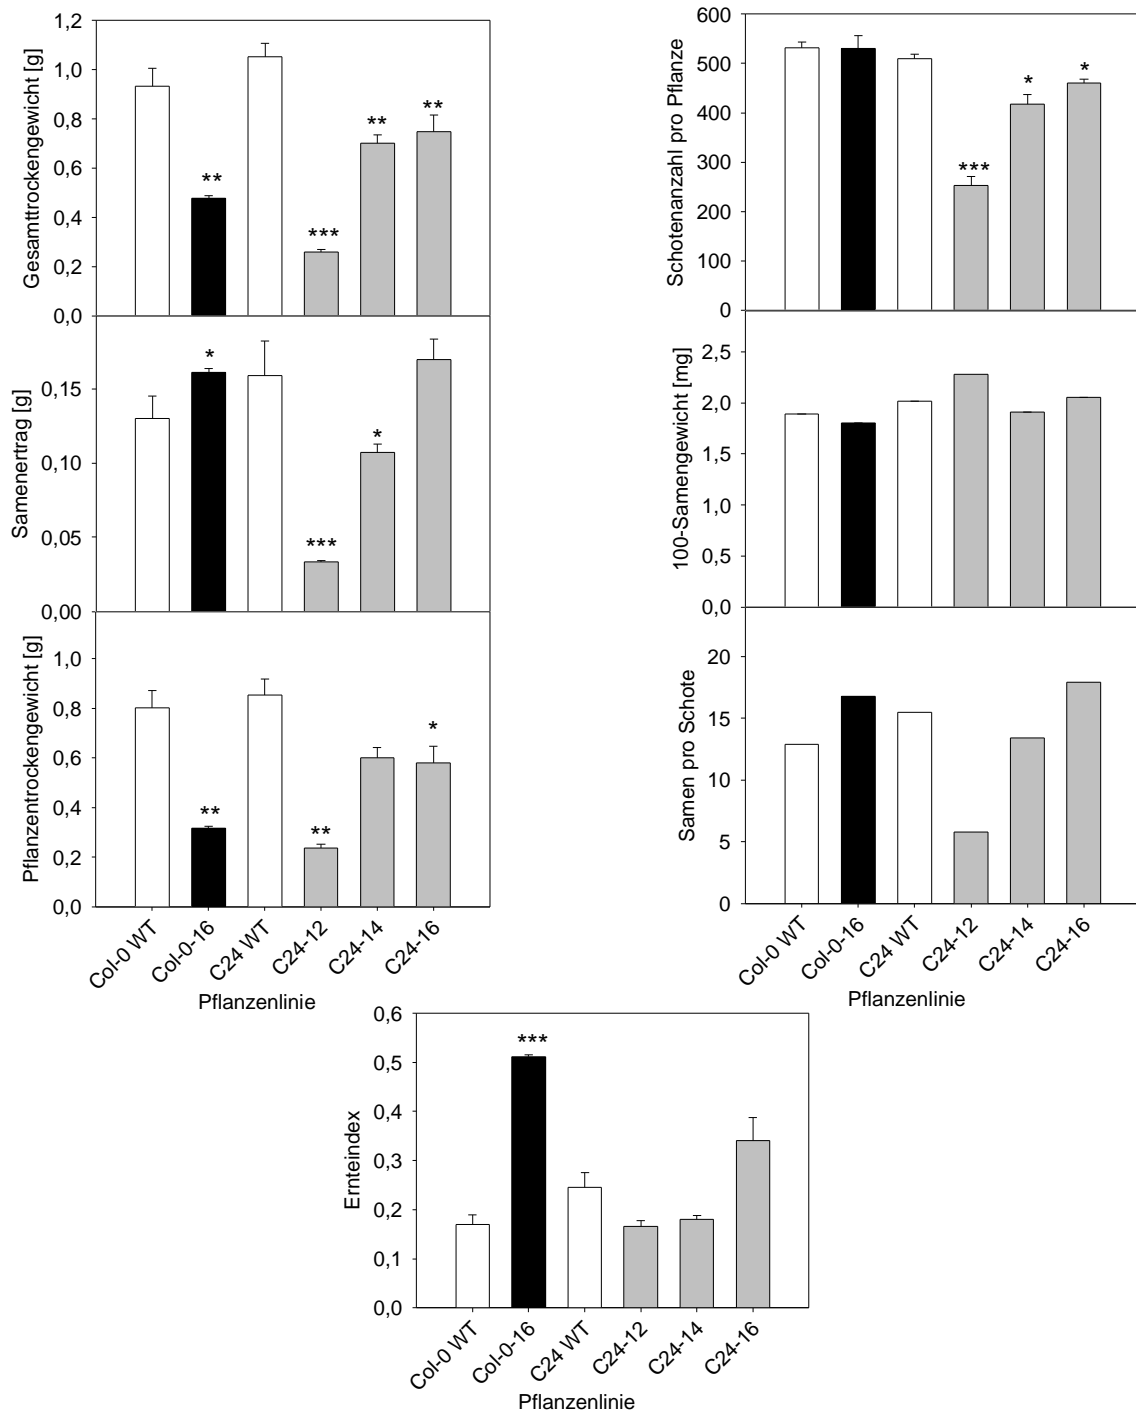 Gesamttrockengewicht [g]
1,2
1,0
0,8
0,6
0,4
0,2
0,0
**
***
**
**
Samenertrag [g]
0,15
0,10
0,05
0,00
*
***
*
Pflanzentrockengewicht [g]
1,0
0,8
0,6
0,4
0,2
0,0
**
**
*
Col-0 WT
Col-0-16
C24 WT
C24-12
C24-14
C24-16
Pflanzenlinie
Schotenanzahl pro Pflanze
600
500
400
300
200
100
0
***
*
*
100-Samengewicht [mg]
2,5
2,0
1,5
1,0
0,5
0,0
Samen pro Schote
20
15
10
5
0
Col-0 WT
Col-0-16
C24 WT
C24-12
C24-14
C24-16
Pflanzenlinie
Ernteindex
0,6
0,5
0,4
0,3
0,2
0,1
0,0
***
Col-0 WT
Col-0-16
C24 WT
C24-12
C24-14
C24-16
Pflanzenlinie